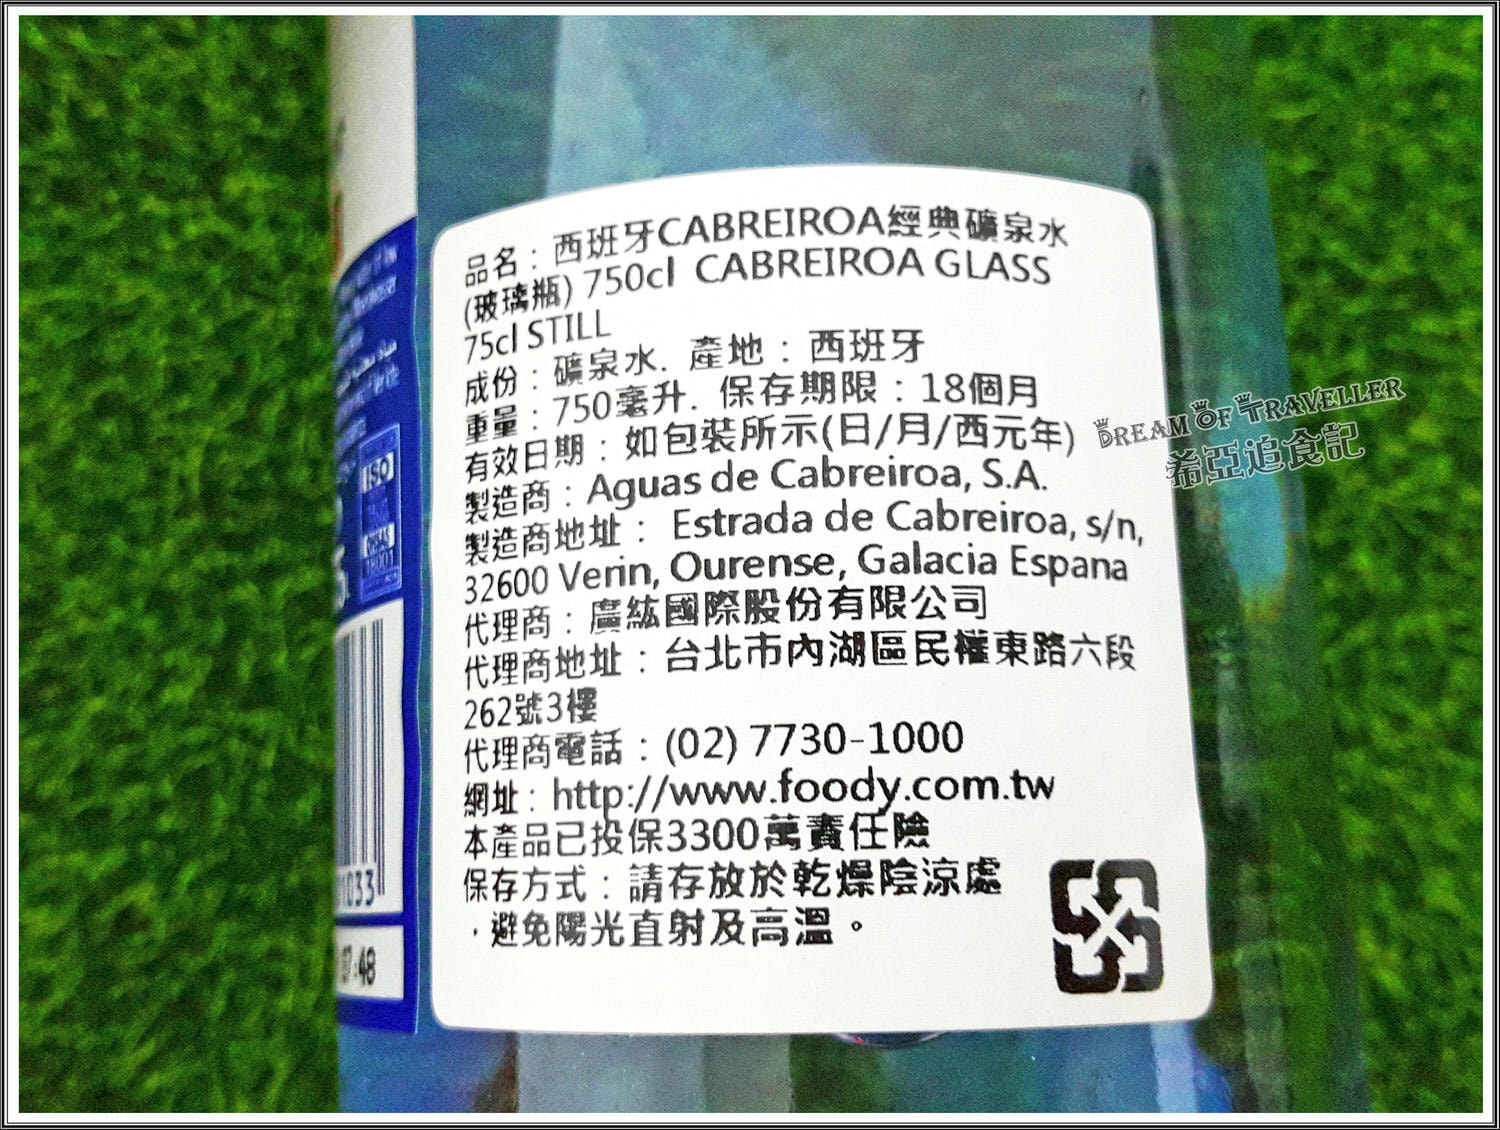 品名：西班牙CABREIROA經典礦泉水
(玻璃瓶) 750cl CABREIROA GLASS
75cl STILL
成份：礦泉水. 產地：西班牙
重量：750毫升. 保存期限：18個月
有效日期：如包裝所示(日/月/西元年)
製造商：Aguas de Cabreiroa, S.A.
製造商地址： Estrada de Cabreiroa, s/n,
32600 Verin, Ourense, Galacia Espana
代理商：廣紘國際股份有限公司
代理商地址：台北市內湖區民權東路六段
262號3樓
代理商電話：(02) 7730-1000
網址：http://www.foody.com.tw
本產品已投保3300萬責任險
保存方式：請存放於乾燥陰涼處
，避免陽光直射及高溫。
DREAM OF TRAVELLER
希亞追食記
ISO
1033
:48